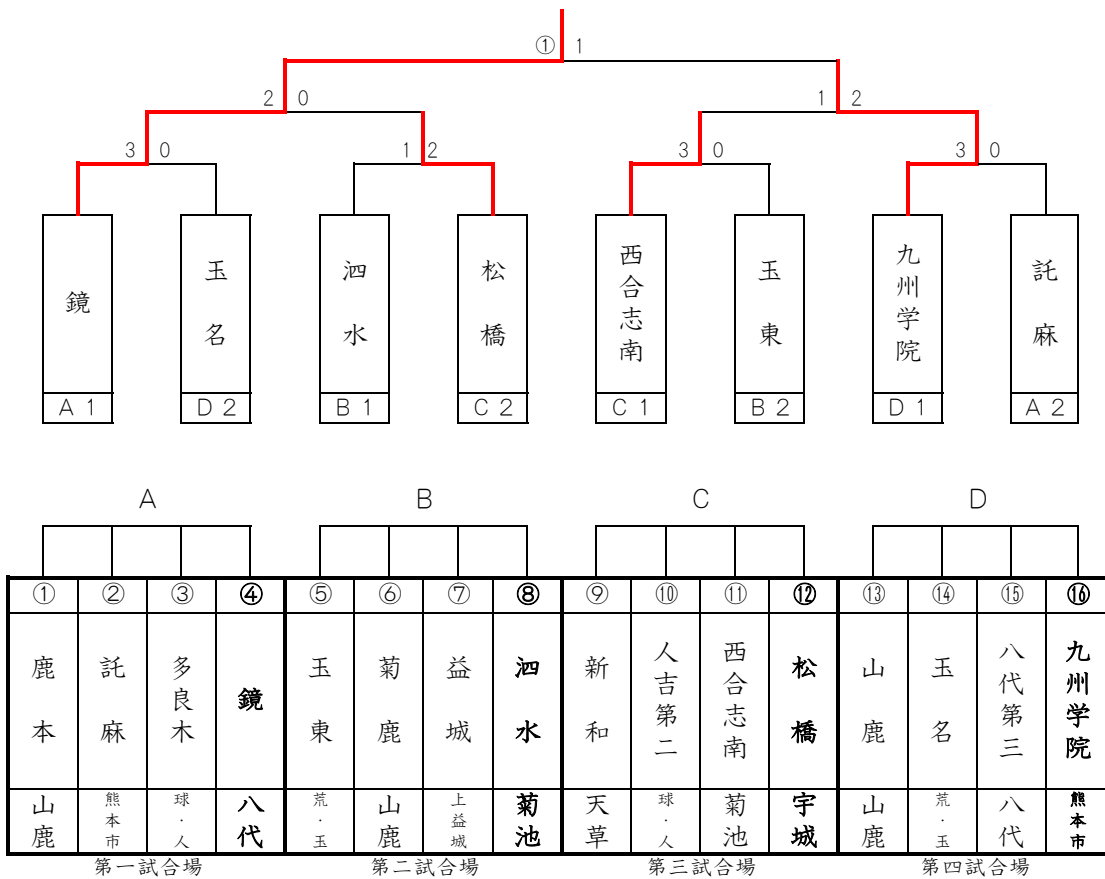 ① 1
2 0 1 2
3 0 1 2 3 0 3 0
鏡 玉名 泗水 松橋 西合志南 玉東 九州学院 託麻
A1 D2 B1 C2 C1 B2 D1 A2
A B C D
① ② ③ ④ ⑤ ⑥ ⑦ ⑧ ⑨ ⑩ ⑪ ⑫ ⑬ ⑭ ⑮ ⑯
鹿本 託麻 多良木 鏡 玉東 菊鹿 益城 泗水 新和 人吉第二 西合志南 松橋 山鹿 玉名 八代第三 九州学院
山鹿 熊本市 球・人 八代 荒・玉 山鹿 上益城 菊池 天草 球・人 菊池 宇城 山鹿 荒・玉 八代 熊本市
第一試合場 第二試合場 第三試合場 第四試合場